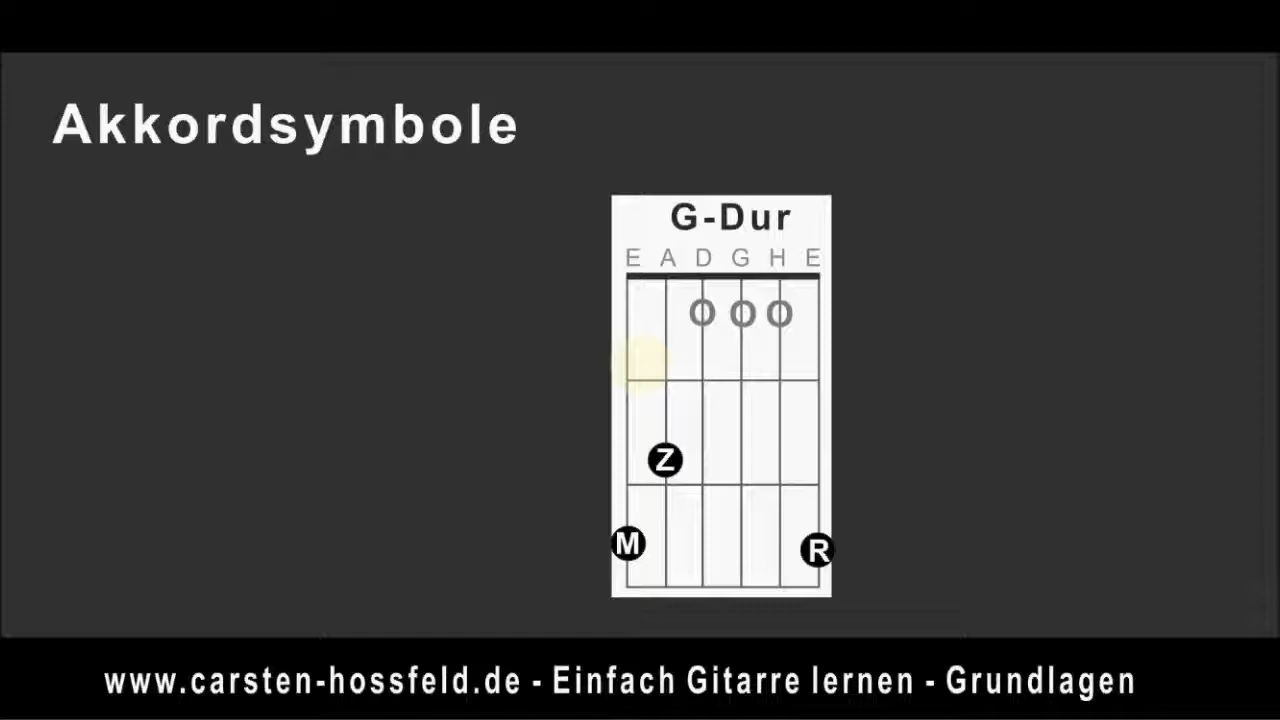 Akkordsymbole
G-Dur
E A D G H E
O O O
Z
M R
www.carsten-hossfeld.de - Einfach Gitarre lernen - Grundlagen